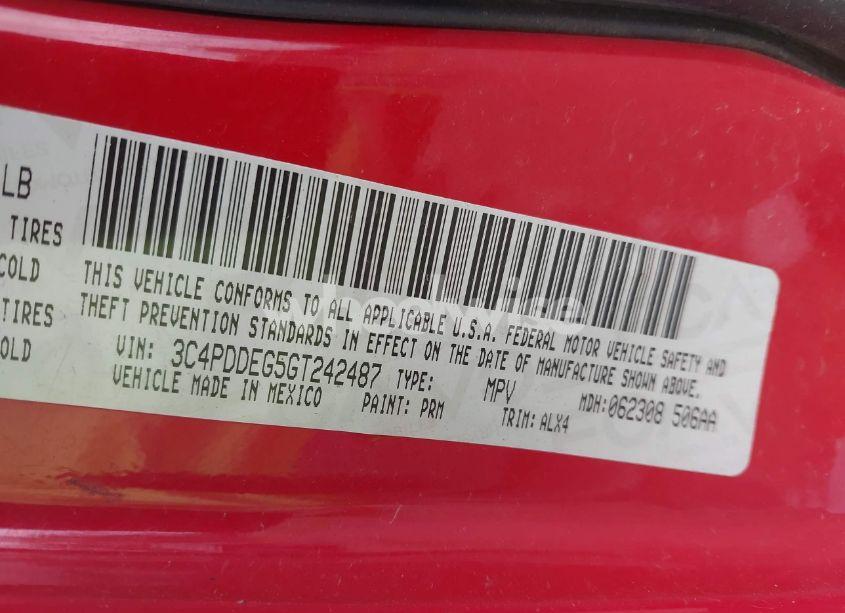 LB
TIRES
COLD
TIRES
OLD
THIS VEHICLE CONFORMS TO ALL APPLICABLE U.S.A. FEDERAL MOTOR VEHICLE SAFETY AND
THEFT PREVENTION STANDARDS IN EFFECT ON THE DATE OF MANUFACTURE SHOWN ABOVE.
VIN: 3C4PDDEG5GT242487 TYPE: MPV MDH:062308 506AA
VEHICLE MADE IN MEXICO PAINT: PRM TRIM:ALX4
wheelwise